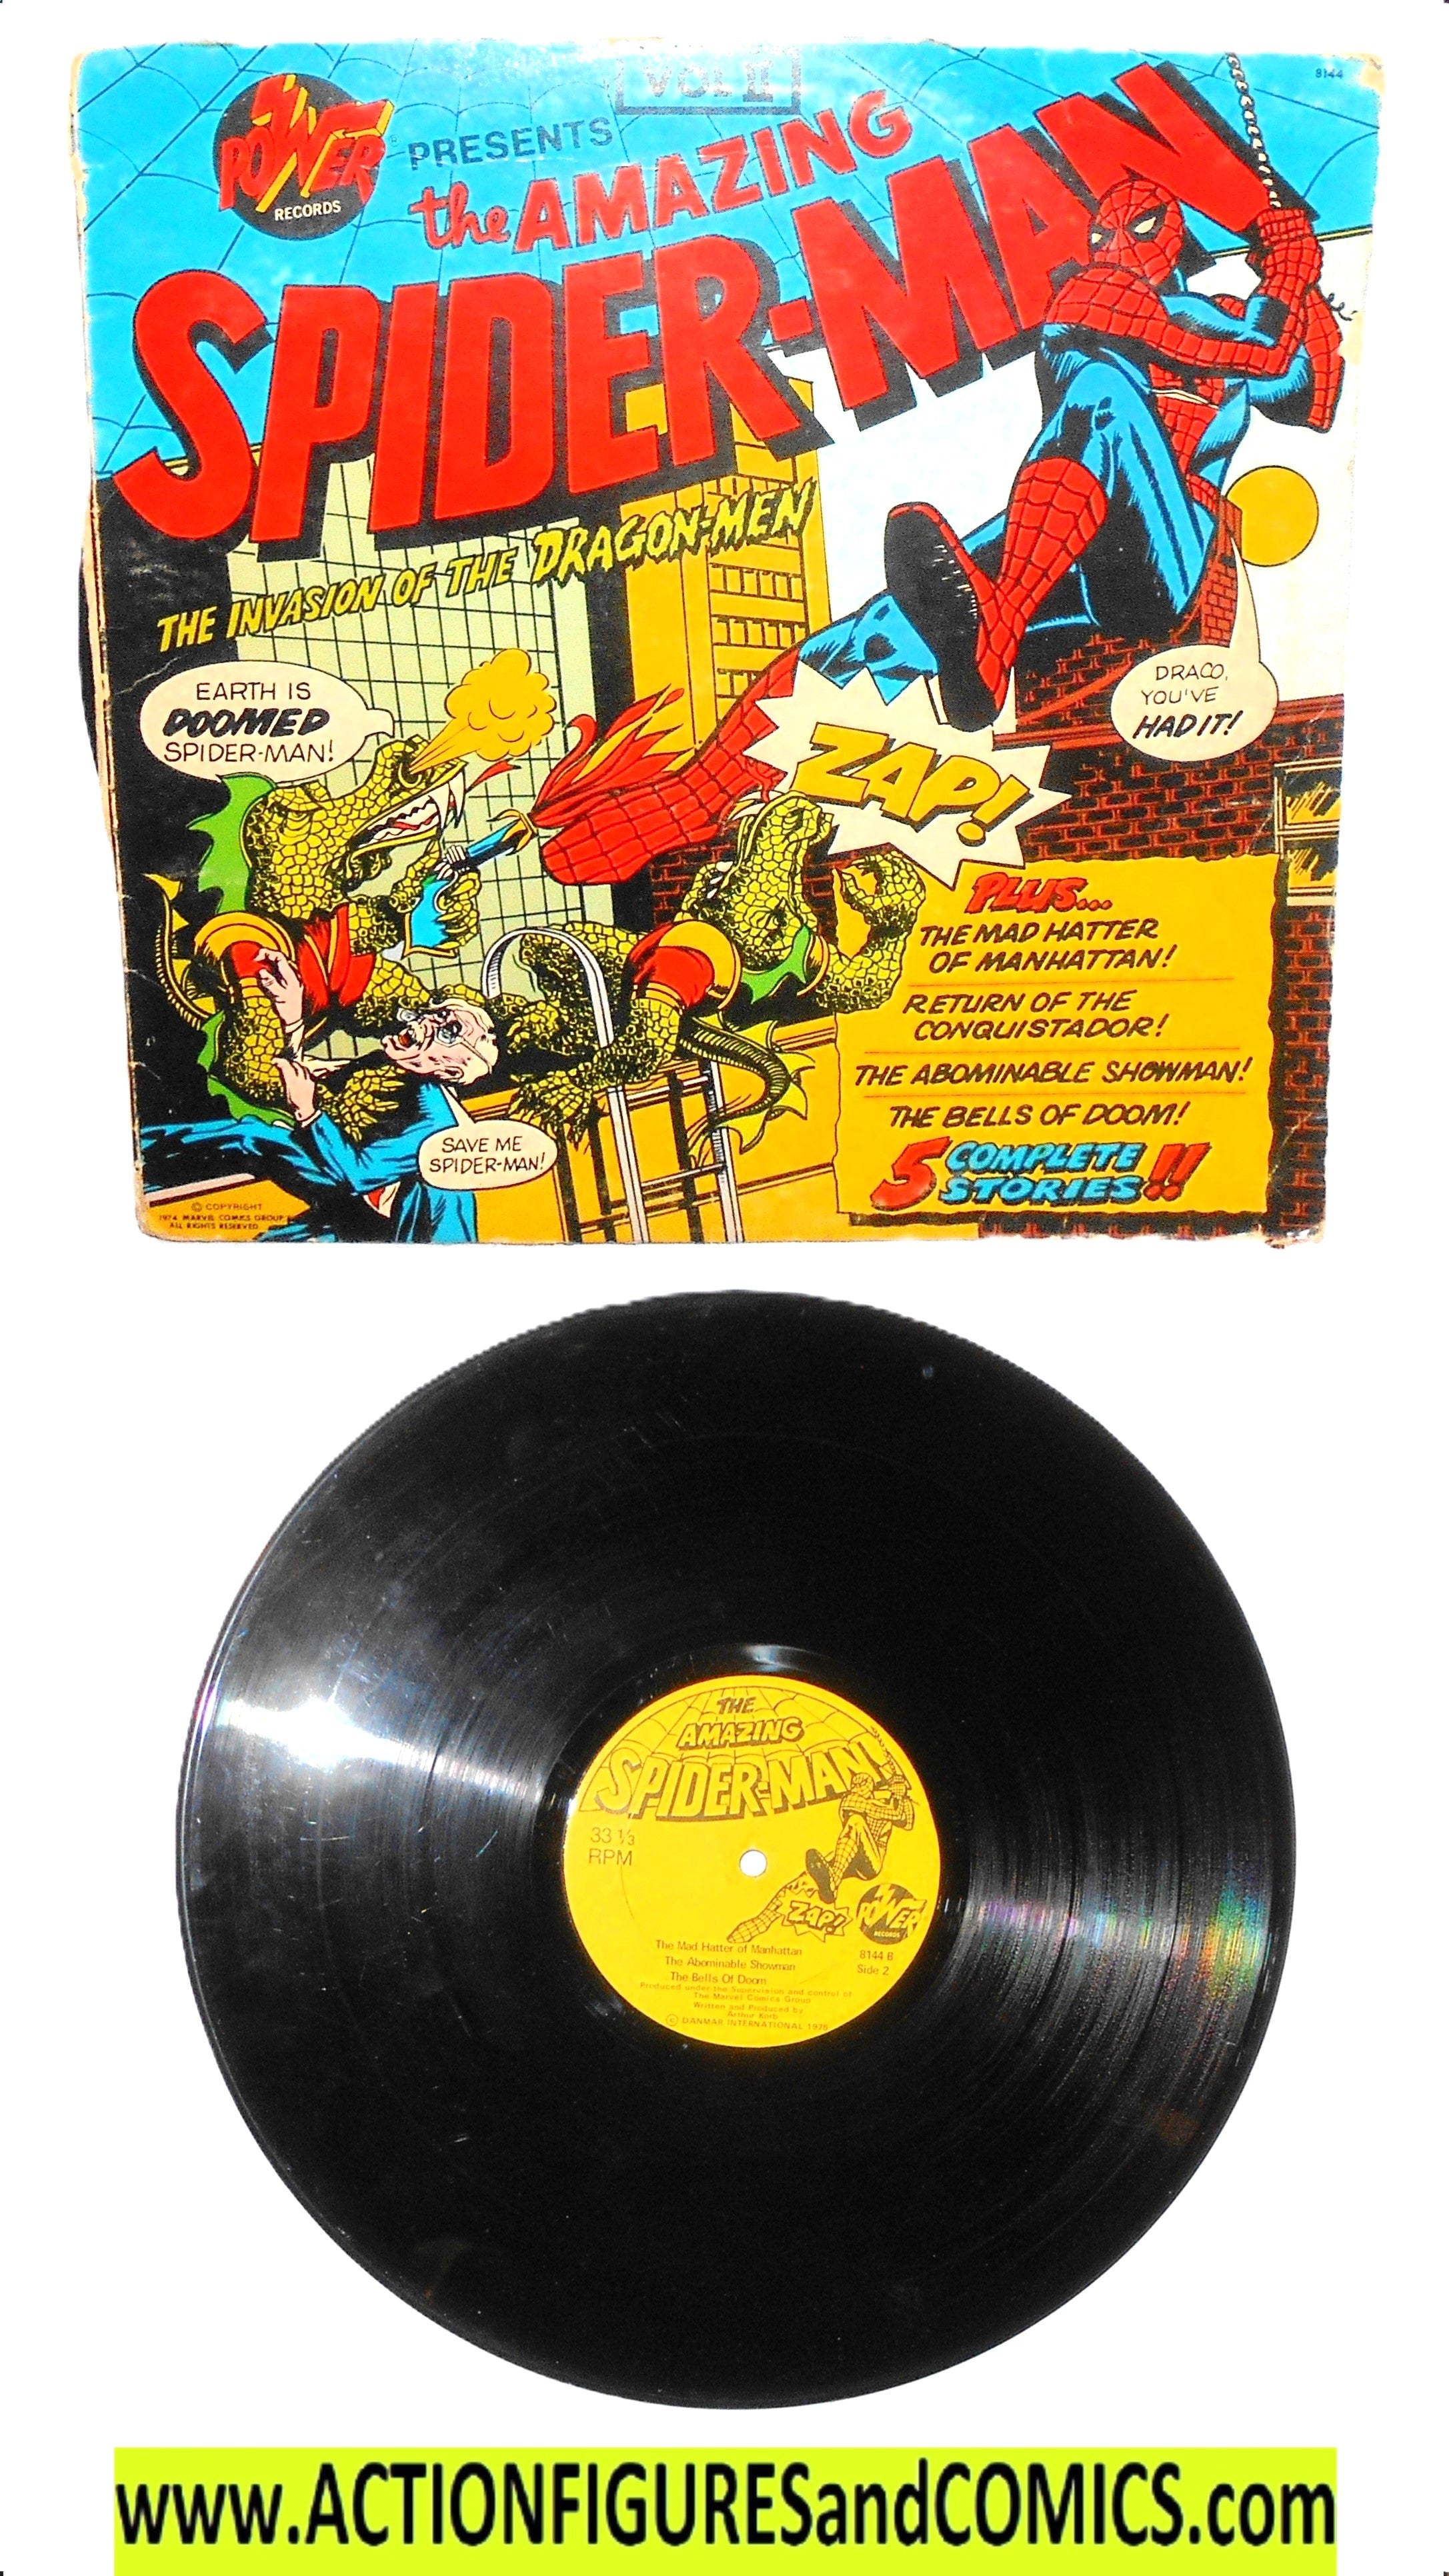 VOL II
8144
POWER
RECORDS
PRESENTS
the AMAZING
SPIDER-MAN
THE INVASION OF THE DRAGON-MEN
EARTH IS
DOOMED
SPIDER-MAN!
DRACO,
YOU'VE
HAD IT!
ZAP!
PLUS...
THE MAD HATTER
OF MANHATTAN!
RETURN OF THE
CONQUISTADOR!
THE ABOMINABLE SHOWMAN!
THE BELLS OF DOOM!
5 COMPLETE
STORIES!!
SAVE ME
SPIDER-MAN!
© COPYRIGHT
1974 MARVEL COMICS GROUP
ALL RIGHTS RESERVED
THE
AMAZING
SPIDER-MAN!
33 1/3
RPM
ZAP!
POWER
RECORDS
The Mad Hatter of Manhattan
The Abominable Showman
The Bells Of Doom
8144 B
Side 2
Produced under the Supervision and control of
The Marvel Comics Group
Written and Produced by
Arthur Korb
© DANMAR INTERNATIONAL 1975
www.ACTIONFIGURESandCOMICS.com